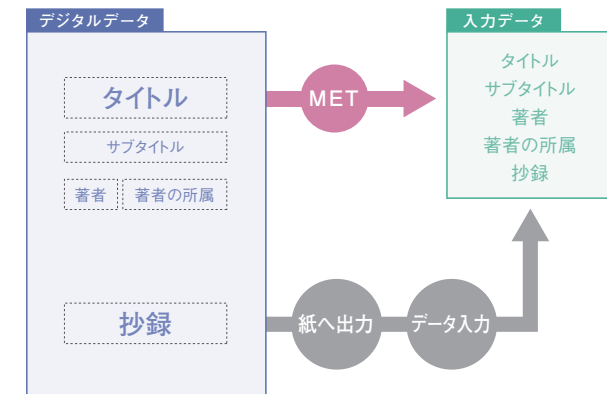 デジタルデータ
タイトル
サブタイトル
著者 著者の所属
抄録
MET
紙へ出力
データ入力
入力データ
タイトル
サブタイトル
著者
著者の所属
抄録